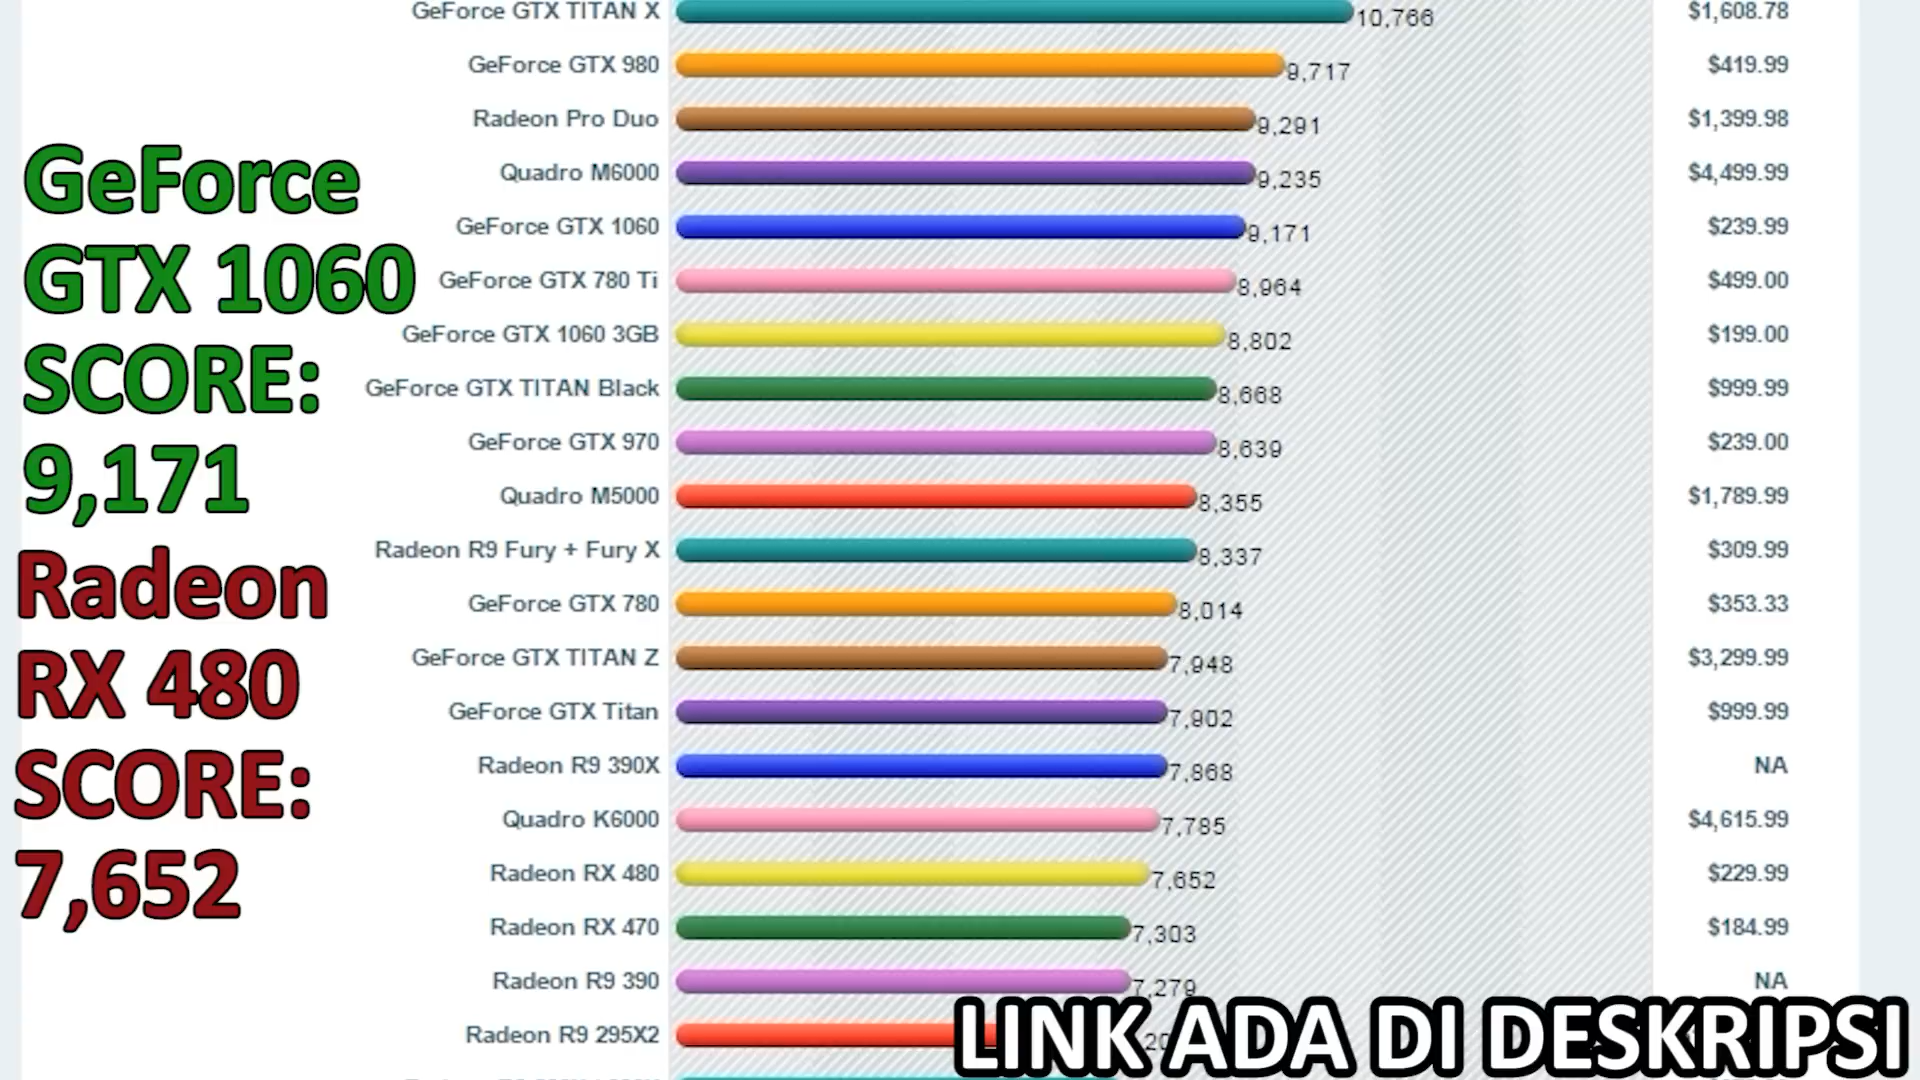 GeForce GTX TITAN X 10,766 $1,608.78
GeForce GTX 980 9,717 $419.99
Radeon Pro Duo 9,291 $1,399.98
Quadro M6000 9,235 $4,499.99
GeForce GTX 1060 9,171 $239.99
GeForce GTX 780 Ti 8,964 $499.00
GeForce GTX 1060 3GB 8,802 $199.00
GeForce GTX TITAN Black 8,668 $999.99
GeForce GTX 970 8,639 $239.00
Quadro M5000 8,355 $1,789.99
Radeon R9 Fury + Fury X 8,337 $309.99
GeForce GTX 780 8,014 $353.33
GeForce GTX TITAN Z 7,948 $3,299.99
GeForce GTX Titan 7,902 $999.99
Radeon R9 390X 7,868 NA
Quadro K6000 7,785 $4,615.99
Radeon RX 480 7,652 $229.99
Radeon RX 470 7,303 $184.99
Radeon R9 390 7,279 NA
Radeon R9 295X2
GeForce
GTX 1060
SCORE:
9,171
Radeon
RX 480
SCORE:
7,652
LINK ADA DI DESKRIPSI